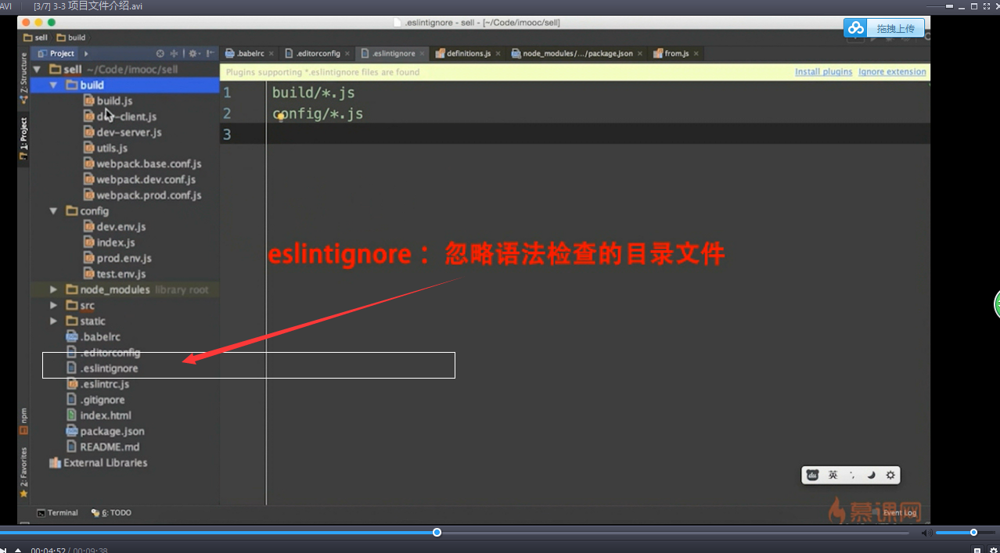 AVI [3/7] 3-3 项目文件介绍.avi
.eslintignore - sell - [~/Code/imooc/sell]
拖拽上传
sell build
Project
.babelrc .editorconfig .eslintignore definitions.js node_modules/.../package.json from.js
Z: Structure
1: Project
npm
2: Favorites
sell ~/Code/imooc/sell
build
build.js
dev-client.js
dev-server.js
utils.js
webpack.base.conf.js
webpack.dev.conf.js
webpack.prod.conf.js
config
dev.env.js
index.js
prod.env.js
test.env.js
node_modules library root
src
static
.babelrc
.editorconfig
.eslintignore
.eslintrc.js
.gitignore
index.html
package.json
README.md
External Libraries
Plugins supporting *.eslintignore files are found Install plugins Ignore extension
1 build/*.js
2 config/*.js
3
eslintignore： 忽略语法检查的目录文件
du 英
慕课网
Terminal 6: TODO Event Log
00:04:52 / 00:09:38